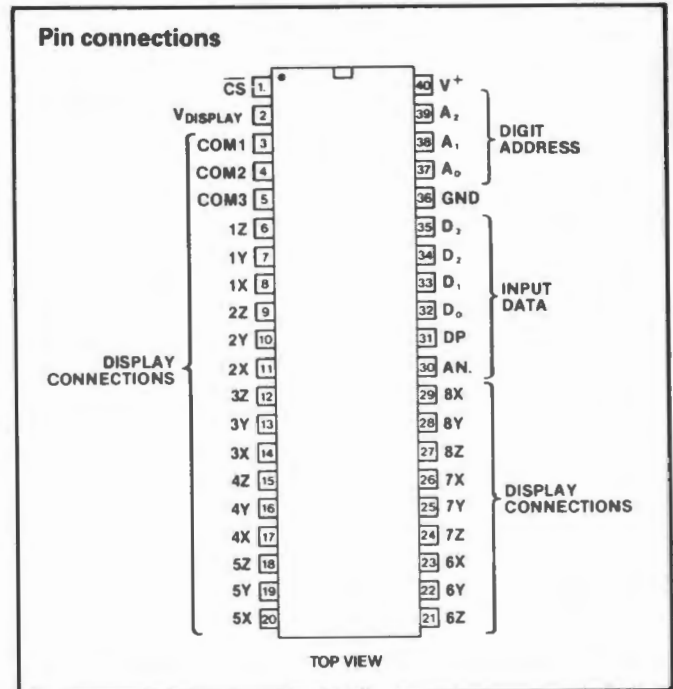 Pin connections
CS 1. 40 V+
VDISPLAY 2 39 A2
COM1 3 38 A1
DIGIT
ADDRESS
COM2 4 37 A0
COM3 5 36 GND
1Z 6 35 D3
1Y 7 34 D2
1X 8 33 D1
INPUT
DATA
2Z 9 32 D0
2Y 10 31 DP
DISPLAY
CONNECTIONS
2X 11 30 AN.
3Z 12 29 8X
3Y 13 28 8Y
3X 14 27 8Z
4Z 15 26 7X
DISPLAY
CONNECTIONS
4Y 16 25 7Y
4X 17 24 7Z
5Z 18 23 6X
5Y 19 22 6Y
5X 20 21 6Z
TOP VIEW